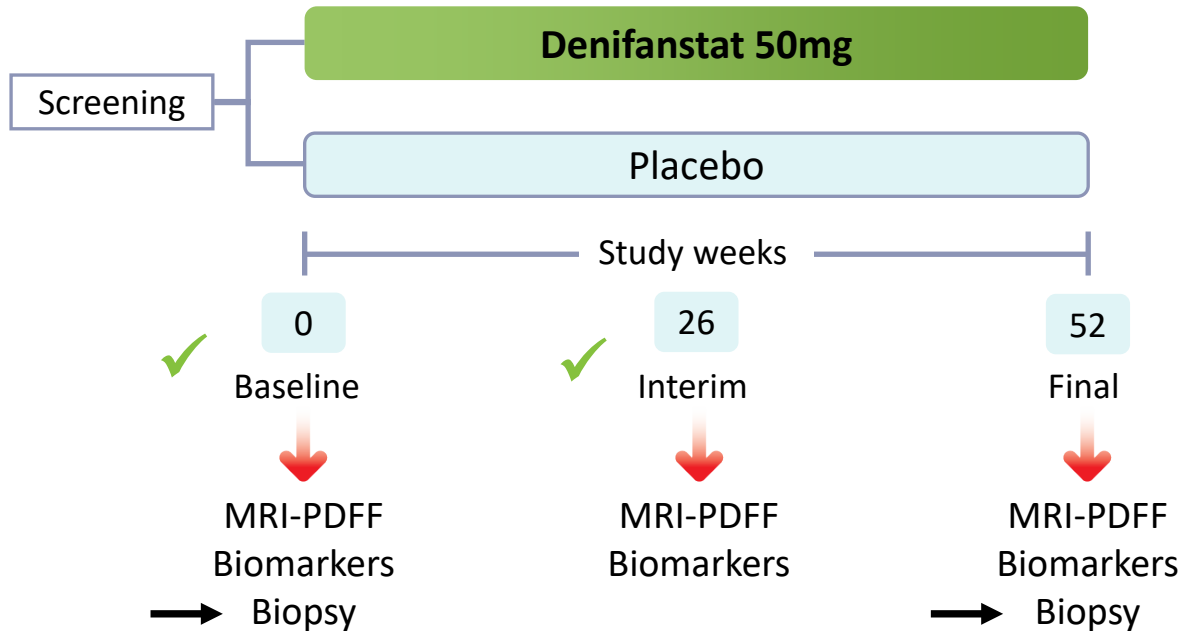 Denifanstat 50mg
Screening
Placebo
Study weeks
0
26
52
Baseline
Interim
Final
MRI-PDFF
Biomarkers
Biopsy
MRI-PDFF
Biomarkers
MRI-PDFF
Biomarkers
Biopsy